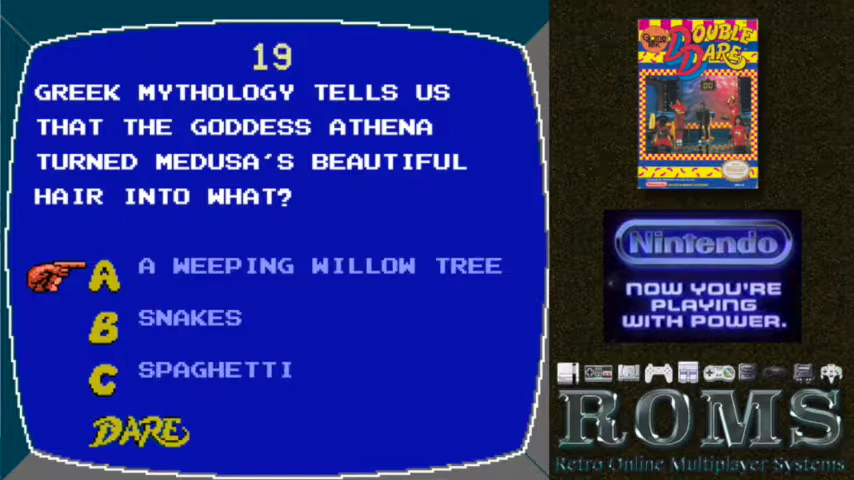 19
GREEK MYTHOLOGY TELLS US
THAT THE GODDESS ATHENA
TURNED MEDUSA'S BEAUTIFUL
HAIR INTO WHAT?
A A WEEPING WILLOW TREE
B SNAKES
C SPAGHETTI
DARE
DOUBLE
DARE
Nintendo
NOW YOU'RE
PLAYING
WITH POWER.
ROMS
Retro Online Multiplayer Systems